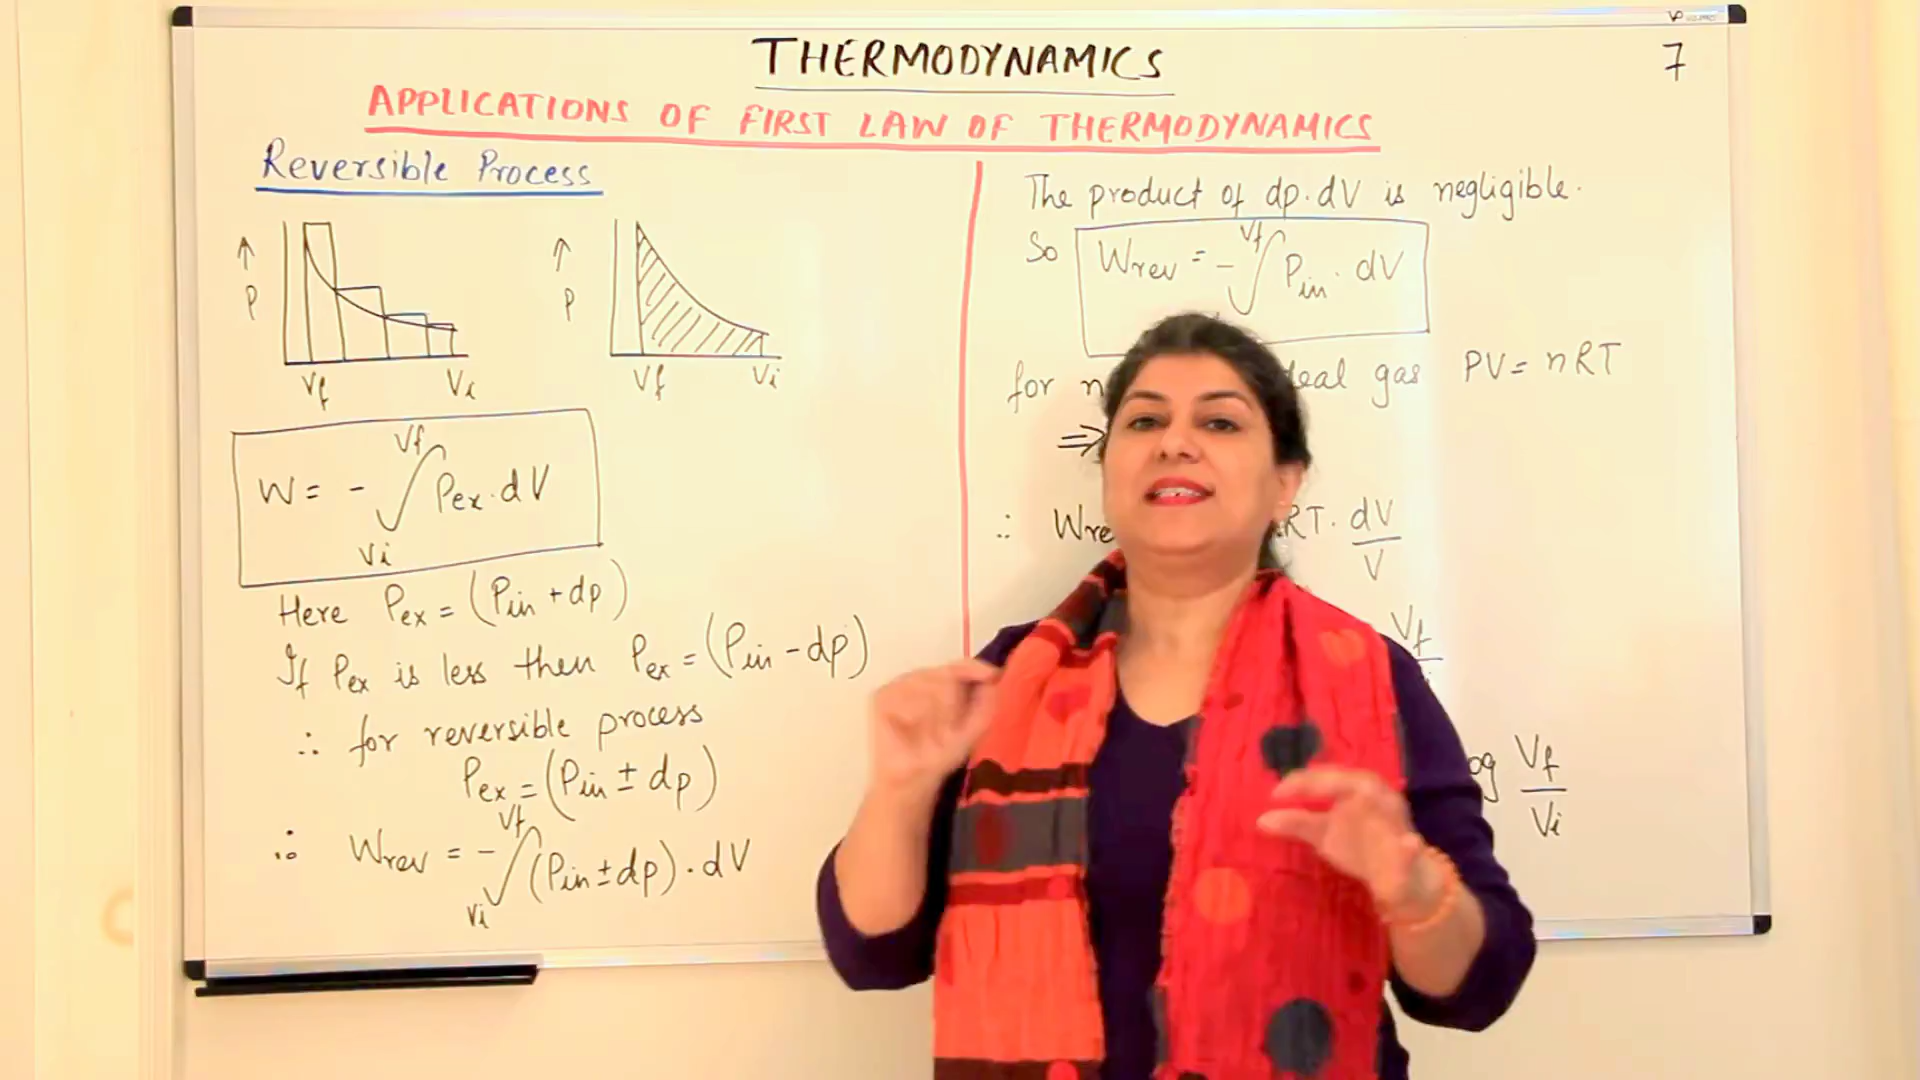 THERMODYNAMICS
7
APPLICATIONS OF FIRST LAW OF THERMODYNAMICS
Reversible Process
↑
P
Vf Vi
↑
P
Vf Vi
Vf
W = - ∫ Pex. dV
Vi
Here Pex = (Pin + dp)
If Pex is less then Pex = (Pin - dp)
∴ for reversible process
Pex = (Pin ± dp)
Vf
∴ Wrev = - ∫ (Pin ± dp) . dV
Vi
The product of dp.dV is negligible.
Vf
So Wrev = - ∫ Pin . dV
for gas PV = nRT
⇒
∴ RT. dV
V
Vf
Vf
Vi